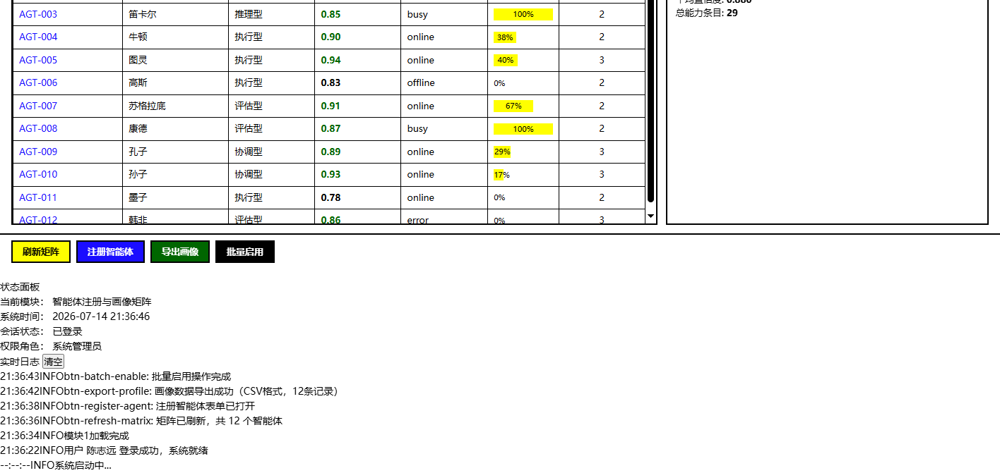 AGT-003 笛卡尔 推理型 0.85 busy 100% 2
AGT-004 牛顿 执行型 0.90 online 38% 2
AGT-005 图灵 执行型 0.94 online 40% 3
AGT-006 高斯 执行型 0.83 offline 0% 2
AGT-007 苏格拉底 评估型 0.91 online 67% 2
AGT-008 康德 评估型 0.87 busy 100% 2
AGT-009 孔子 协调型 0.89 online 29% 3
AGT-010 孙子 协调型 0.93 online 17% 3
AGT-011 墨子 执行型 0.78 online 0% 2
AGT-012 韩非 评估型 0.86 error 0% 3
平均置信度: 0.880
总能力条目: 29
刷新矩阵 注册智能体 导出画像 批量启用
状态面板
当前模块： 智能体注册与画像矩阵
系统时间： 2026-07-14 21:36:46
会话状态： 已登录
权限角色： 系统管理员
实时日志 清空
21:36:43INFObtn-batch-enable: 批量启用操作完成
21:36:42INFObtn-export-profile: 画像数据导出成功（CSV格式，12条记录）
21:36:38INFObtn-register-agent: 注册智能体表单已打开
21:36:36INFObtn-refresh-matrix: 矩阵已刷新，共 12 个智能体
21:36:34INFO模块1加载完成
21:36:22INFO用户 陈志远 登录成功，系统就绪
--:--:--INFO系统启动中...